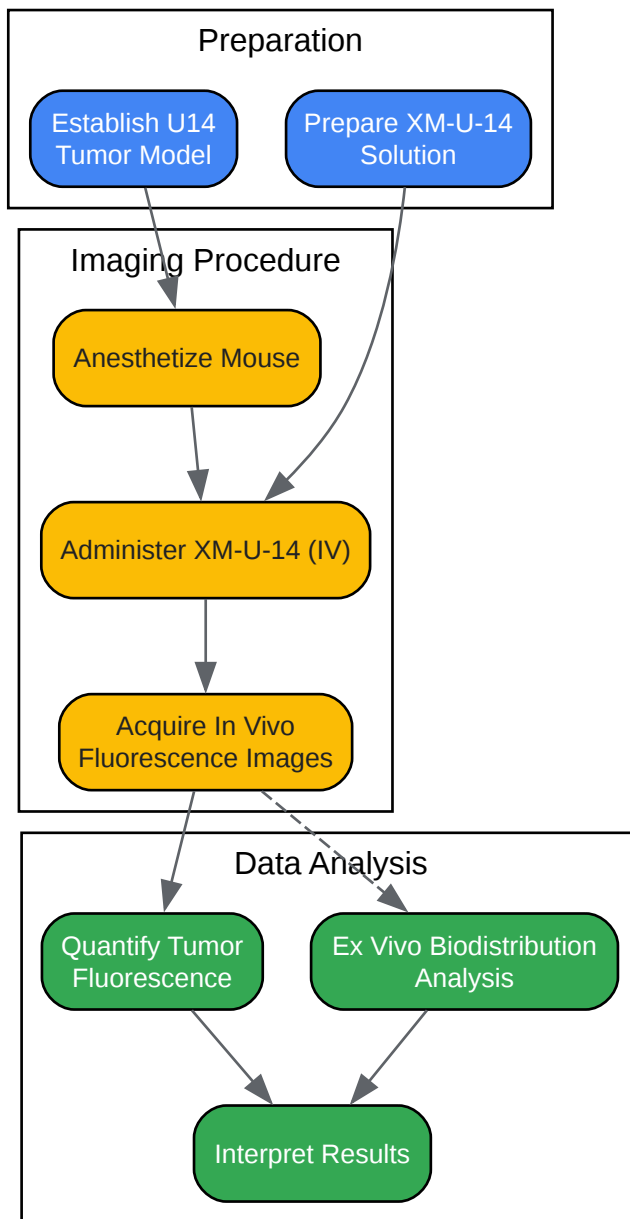 Preparation
Establish U14
Tumor Model
Prepare XM-U-14
Solution
Imaging Procedure
Anesthetize Mouse
Administer XM-U-14 (IV)
Acquire In Vivo
Fluorescence Images
Data Analysis
Quantify Tumor
Fluorescence
Ex Vivo Biodistribution
Analysis
Interpret Results